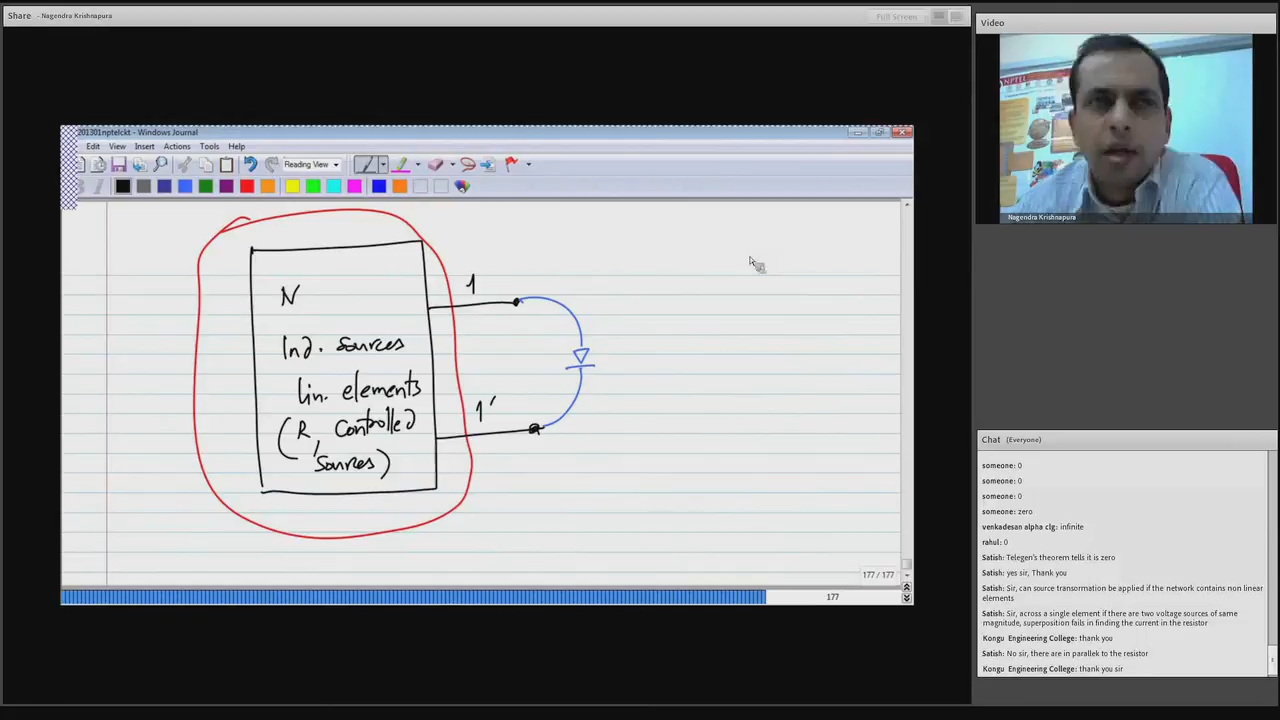 Share - Nagendra Krishnapura
Full Screen
Video
201301nptelckt - Windows Journal
Edit View Insert Actions Tools Help
Reading View
N
Ind. sources
lin. elements
(R, Controlled
Sources)
1
1'
177 / 177
177
Nagendra Krishnapura
Chat (Everyone)
someone: 0
someone: 0
someone: 0
someone: zero
venkadesan alpha clg: infinite
rahul: 0
Satish: Telegen's theorem tells it is zero
Satish: yes sir, Thank you
Satish: Sir, can source transormation be applied if the network contains non linear
elements
Satish: Sir, across a single element if there are two voltage sources of same
magnitude, superposition fails in finding the current in the resistor
Kongu Engineering College: thank you
Satish: No sir, there are in parallek to the resistor
Kongu Engineering College: thank you sir